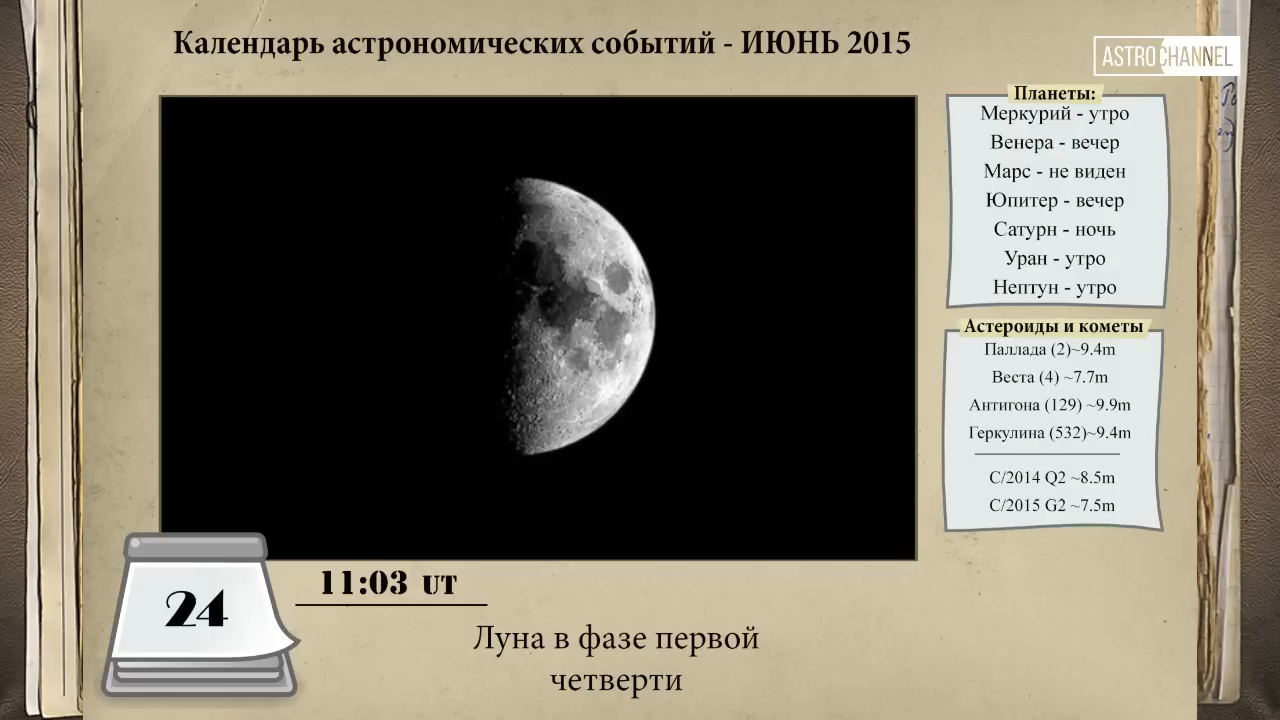 Календарь астрономических событий - ИЮНЬ 2015
ASTROCHANNEL
Планеты:
Меркурий - утро
Венера - вечер
Марс - не виден
Юпитер - вечер
Сатурн - ночь
Уран - утро
Нептун - утро
Астероиды и кометы
Паллада (2)~9.4m
Веста (4) ~7.7m
Антигона (129) ~9.9m
Геркулина (532)~9.4m
C/2014 Q2 ~8.5m
C/2015 G2 ~7.5m
24
11:03 UT
Луна в фазе первой
четверти